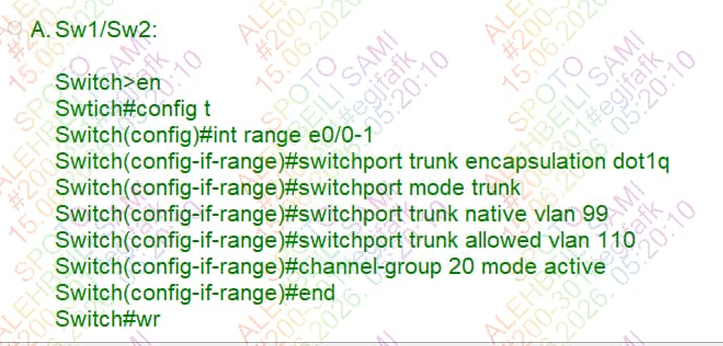 A. Sw1/Sw2:
Switch>en
Swtich#config t
Switch(config)#int range e0/0-1
Switch(config-if-range)#switchport trunk encapsulation dot1q
Switch(config-if-range)#switchport mode trunk
Switch(config-if-range)#switchport trunk native vlan 99
Switch(config-if-range)#switchport trunk allowed vlan 110
Switch(config-if-range)#channel-group 20 mode active
Switch(config-if-range)#end
Switch#wr